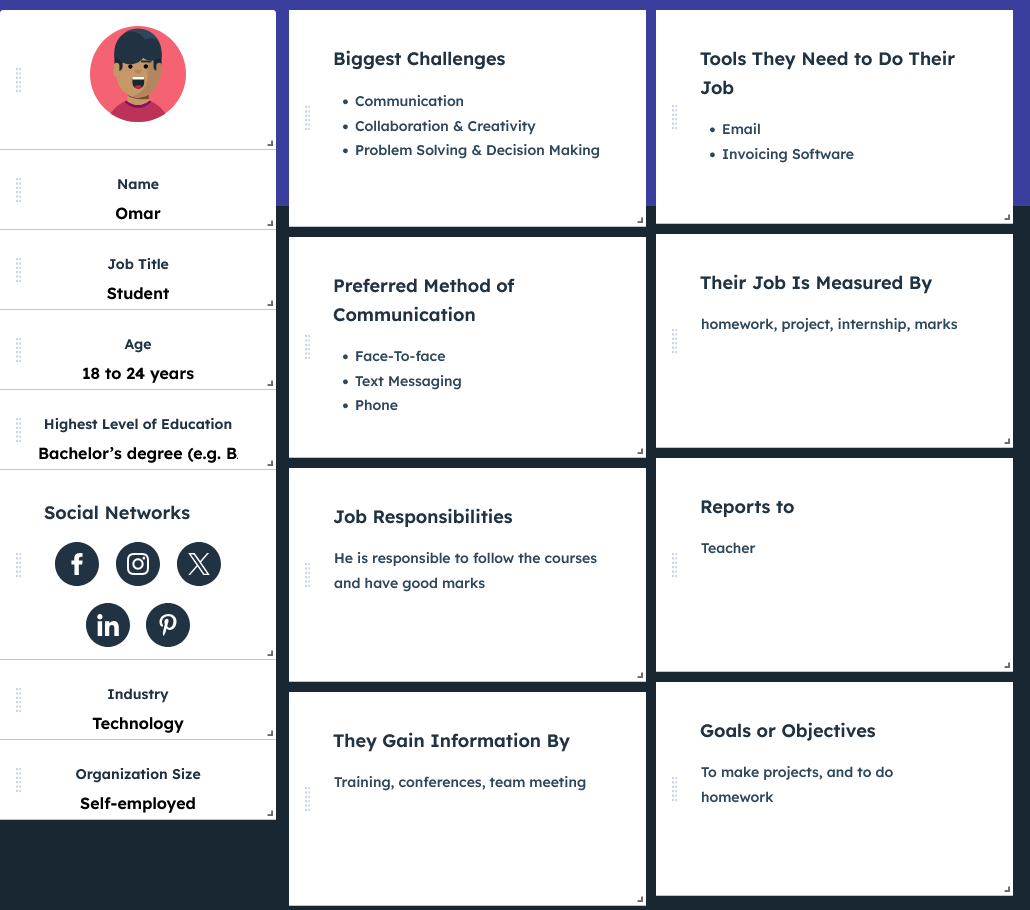 Name
Omar
Job Title
Student
Age
18 to 24 years
Highest Level of Education
Bachelor’s degree (e.g. B
Social Networks
Industry
Technology
Organization Size
Self-employed
Biggest Challenges
• Communication
• Collaboration & Creativity
• Problem Solving & Decision Making
Preferred Method of
Communication
• Face-To-face
• Text Messaging
• Phone
Job Responsibilities
He is responsible to follow the courses
and have good marks
They Gain Information By
Training, conferences, team meeting
Tools They Need to Do Their
Job
• Email
• Invoicing Software
Their Job Is Measured By
homework, project, internship, marks
Reports to
Teacher
Goals or Objectives
To make projects, and to do
homework